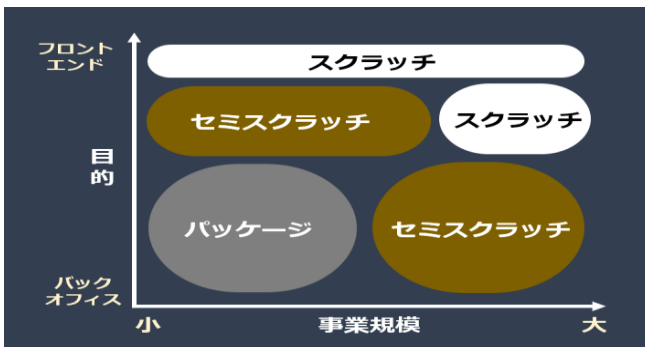 フロント
エンド
スクラッチ
セミスクラッチ
スクラッチ
目
的
パッケージ
セミスクラッチ
バック
オフィス
小
事業規模
大